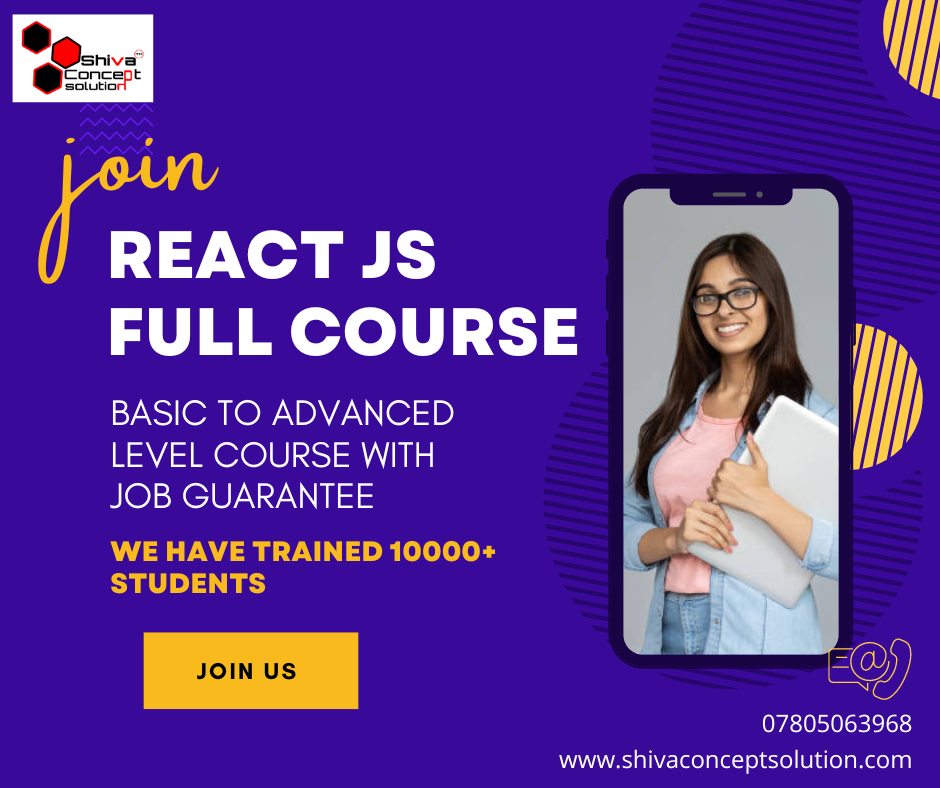 Shiva TM
Concept
solution
join
REACT JS
FULL COURSE
BASIC TO ADVANCED
LEVEL COURSE WITH
JOB GUARANTEE
WE HAVE TRAINED 10000+
STUDENTS
JOIN US
@
07805063968
www.shivaconceptsolution.com